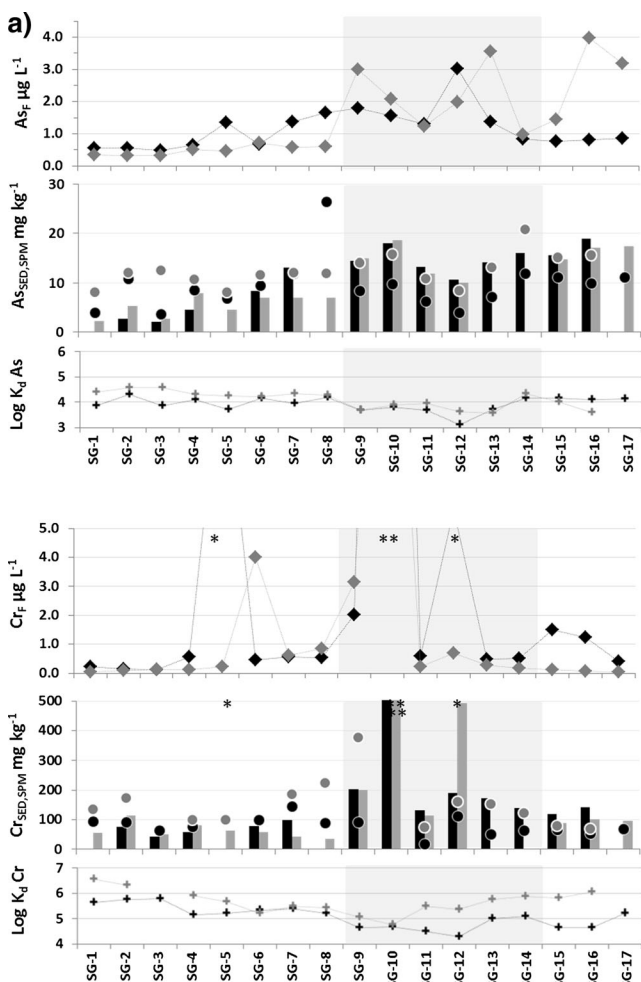 a)
As_F µg L⁻¹
4.0
3.0
2.0
1.0
0.0
As_SED,SPM mg kg⁻¹
30
20
10
0
Log K_d As
6
5
4
3
SG-1 SG-2 SG-3 SG-4 SG-5 SG-6 SG-7 SG-8 SG-9 SG-10 SG-11 SG-12 SG-13 SG-14 SG-15 SG-16 SG-17
Cr_F µg L⁻¹
5.0
4.0
3.0
2.0
1.0
0.0
* ** *
Cr_SED,SPM mg kg⁻¹
500
400
300
200
100
0
* ** *
**
Log K_d Cr
7
6
5
4
SG-1 SG-2 SG-3 SG-4 SG-5 SG-6 SG-7 SG-8 SG-9 SG-10 SG-11 SG-12 SG-13 SG-14 SG-15 SG-16 SG-17